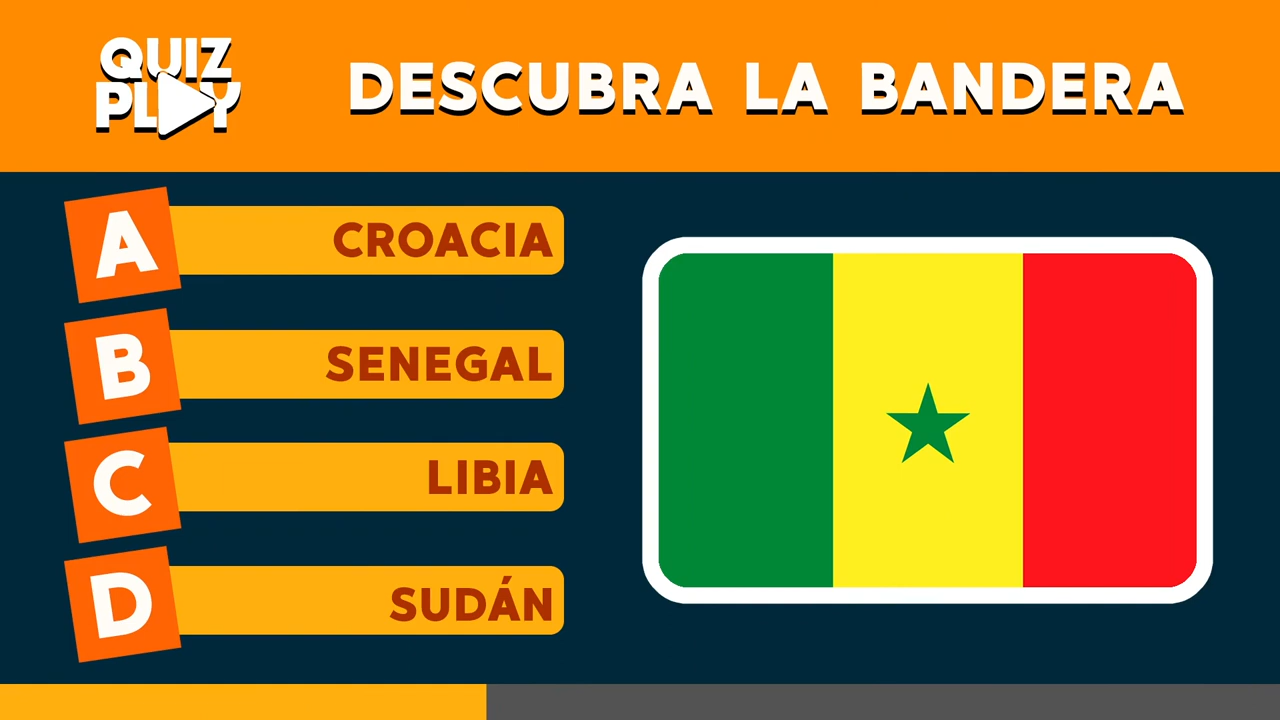 QUIZ
PLAY
DESCUBRA LA BANDERA
A
CROACIA
B
SENEGAL
C
LIBIA
D
SUDÁN